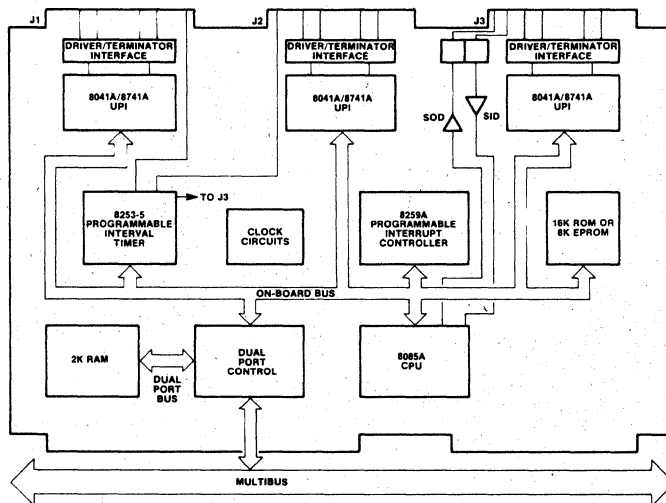 J1
J2
J3
DRIVER/TERMINATOR
INTERFACE
DRIVER/TERMINATOR
INTERFACE
DRIVER/TERMINATOR
INTERFACE
8041A/8741A
UPI
8041A/8741A
UPI
SOD
SID
8041A/8741A
UPI
TO J3
8253-5
PROGRAMMABLE
INTERVAL
TIMER
CLOCK
CIRCUITS
8259A
PROGRAMMABLE
INTERRUPT
CONTROLLER
16K ROM OR
8K EPROM
ON-BOARD BUS
2K RAM
DUAL
PORT
BUS
DUAL
PORT
CONTROL
8085A
CPU
MULTIBUS